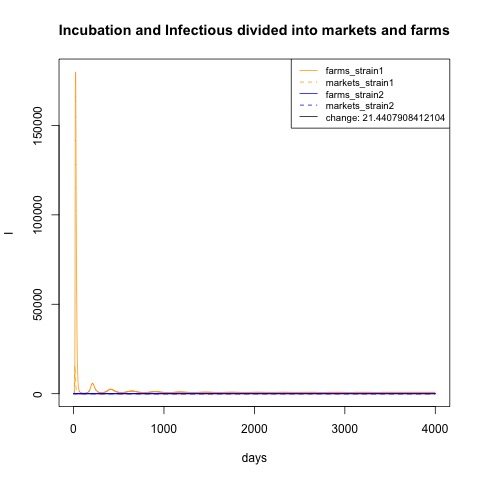 Incubation and Infectious divided into markets and farms
farms_strain1
markets_strain1
farms_strain2
markets_strain2
change: 21.4407908412104
150000
100000
50000
0
I
0 1000 2000 3000 4000
days